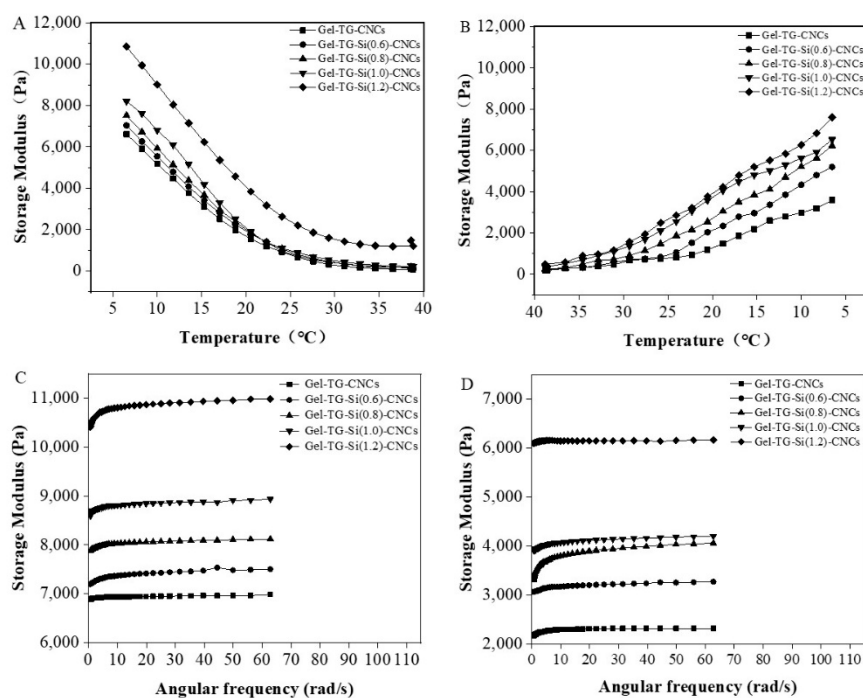 A
12,000
10,000
8,000
6,000
4,000
2,000
0
Storage Modulus（Pa）
5 10 15 20 25 30 35 40
Temperature（°C）
Gel-TG-CNCs
Gel-TG-Si(0.6)-CNCs
Gel-TG-Si(0.8)-CNCs
Gel-TG-Si(1.0)-CNCs
Gel-TG-Si(1.2)-CNCs
B
12,000
10,000
8,000
6,000
4,000
2,000
0
Storage Modulus（Pa）
40 35 30 25 20 15 10 5
Temperature（°C）
Gel-TG-CNCs
Gel-TG-Si(0.6)-CNCs
Gel-TG-Si(0.8)-CNCs
Gel-TG-Si(1.0)-CNCs
Gel-TG-Si(1.2)-CNCs
C
11,000
10,000
9,000
8,000
7,000
6,000
Storage Modulus (Pa)
0 10 20 30 40 50 60 70 80 90 100 110
Angular frequency (rad/s)
Gel-TG-CNCs
Gel-TG-Si(0.6)-CNCs
Gel-TG-Si(0.8)-CNCs
Gel-TG-Si(1.0)-CNCs
Gel-TG-Si(1.2)-CNCs
D
7,000
6,000
5,000
4,000
3,000
2,000
Storage Modulus (Pa)
0 10 20 30 40 50 60 70 80 90 100 110
Angular frequency (rad/s)
Gel-TG-CNCs
Gel-TG-Si(0.6)-CNCs
Gel-TG-Si(0.8)-CNCs
Gel-TG-Si(1.0)-CNCs
Gel-TG-Si(1.2)-CNCs